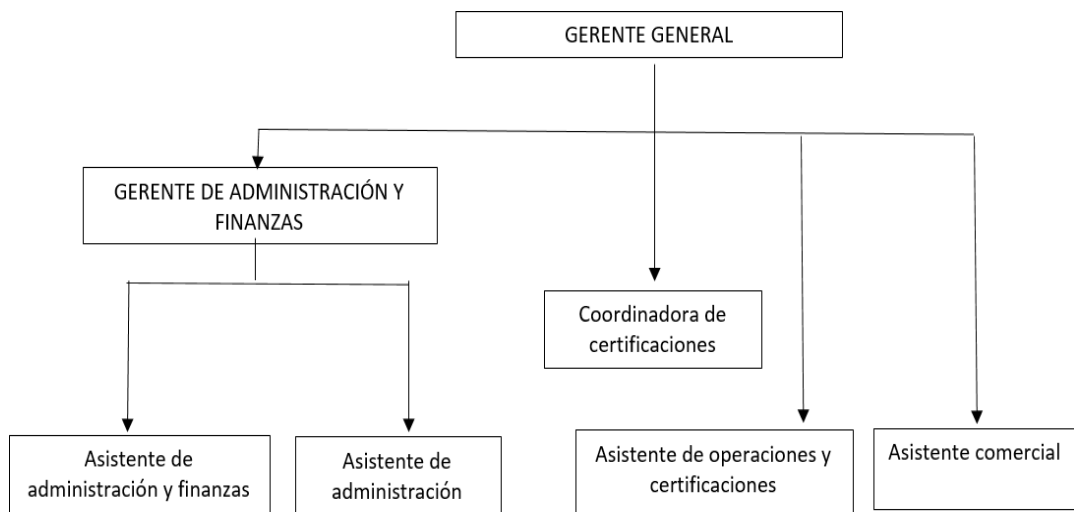 GERENTE GENERAL
GERENTE DE ADMINISTRACIÓN Y
FINANZAS
Coordinadora de
certificaciones
Asistente de
administración y finanzas
Asistente de
administración
Asistente de operaciones y
certificaciones
Asistente comercial